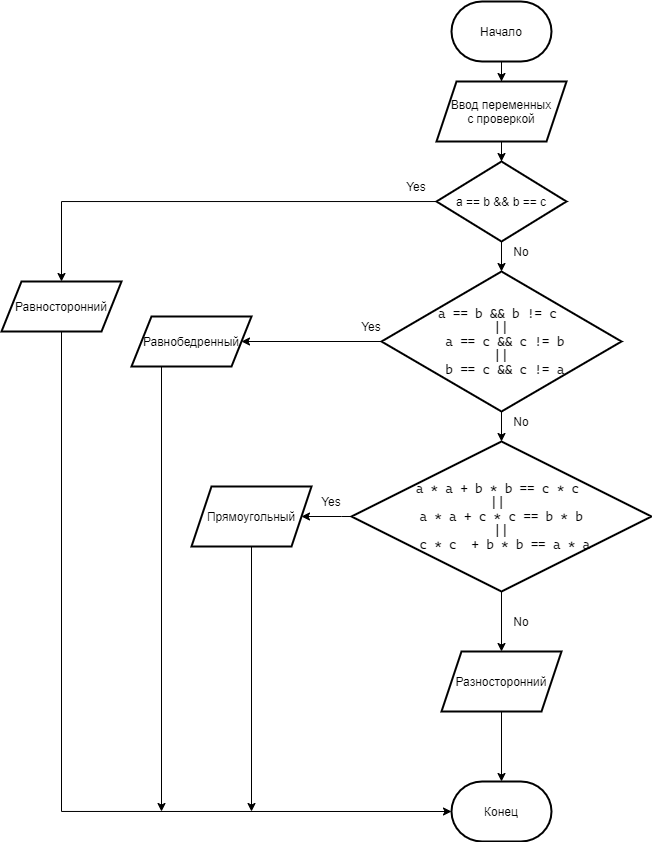 Начало
Ввод переменных
с проверкой
Yes
a == b && b == c
No
Равносторонний
a == b && b != c
||
a == c && c != b
||
b == c && c != a
Yes
Равнобедренный
No
a * a + b * b == c * c
||
a * a + c * c == b * b
||
c * c  + b * b == a * a
Yes
Прямоугольный
No
Разносторонний
Конец